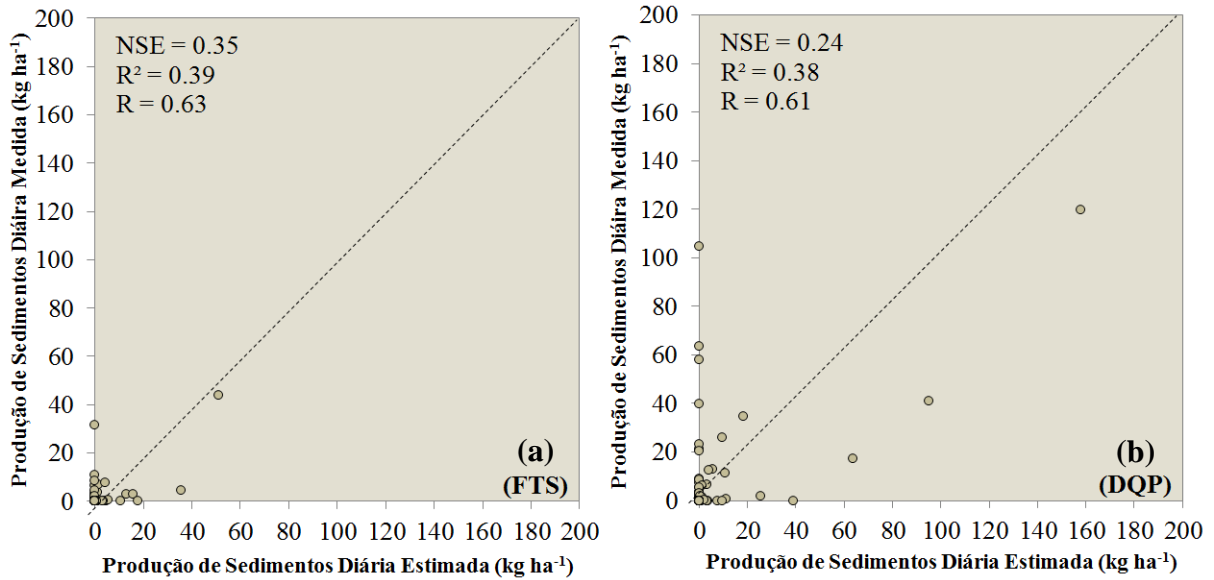 Produção de Sedimentos Diáira Medida (kg ha⁻¹)
200
180
160
140
120
100
80
60
40
20
0
NSE = 0.35
R² = 0.39
R = 0.63
(a)
(FTS)
0 20 40 60 80 100 120 140 160 180 200
Produção de Sedimentos Diária Estimada (kg ha⁻¹)
Produção de Sedimentos Diáira Medida (kg ha⁻¹)
200
180
160
140
120
100
80
60
40
20
0
NSE = 0.24
R² = 0.38
R = 0.61
(b)
(DQP)
0 20 40 60 80 100 120 140 160 180 200
Produção de Sedimentos Diária Estimada (kg ha⁻¹)